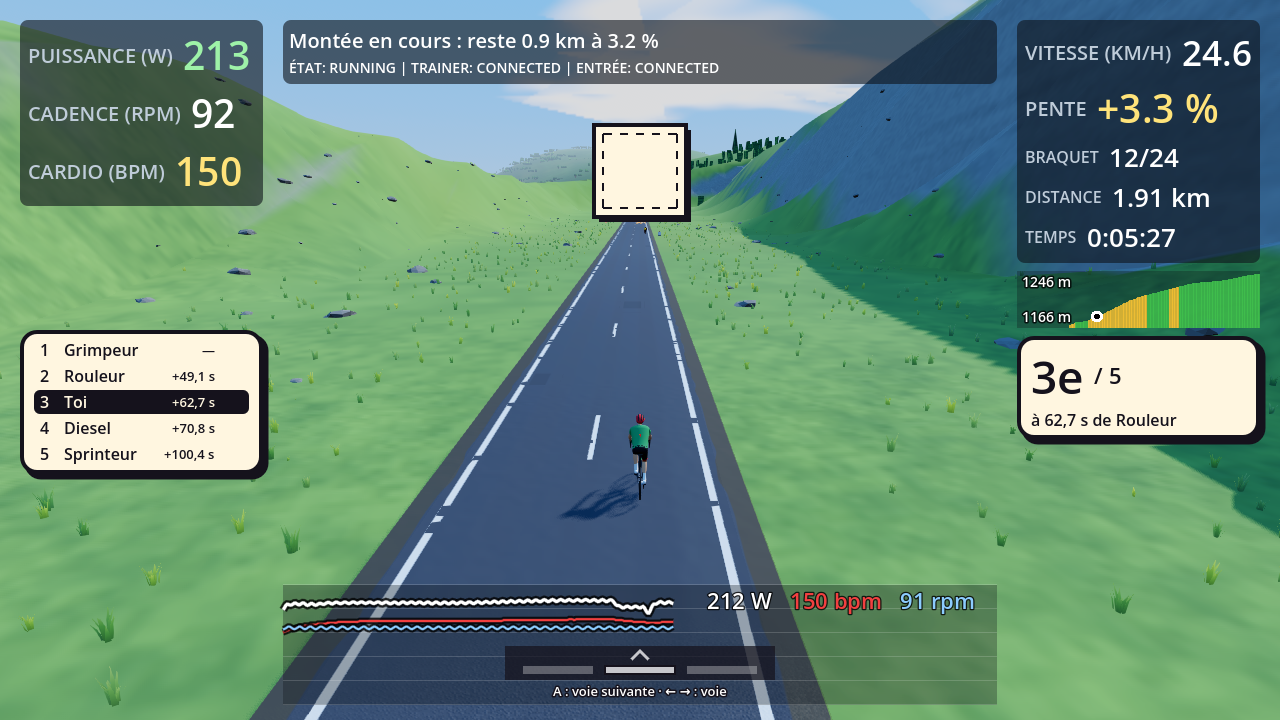 PUISSANCE (W) 213
CADENCE (RPM) 92
CARDIO (BPM) 150
Montée en cours : reste 0.9 km à 3.2 %
ÉTAT: RUNNING | TRAINER: CONNECTED | ENTRÉE: CONNECTED
VITESSE (KM/H) 24.6
PENTE +3.3 %
BRAQUET 12/24
DISTANCE 1.91 km
TEMPS 0:05:27
1246 m
1166 m
1 Grimpeur —
2 Rouleur +49,1 s
3 Toi +62,7 s
4 Diesel +70,8 s
5 Sprinteur +100,4 s
3e / 5
à 62,7 s de Rouleur
212 W 150 bpm 91 rpm
A : voie suivante · ← → : voie